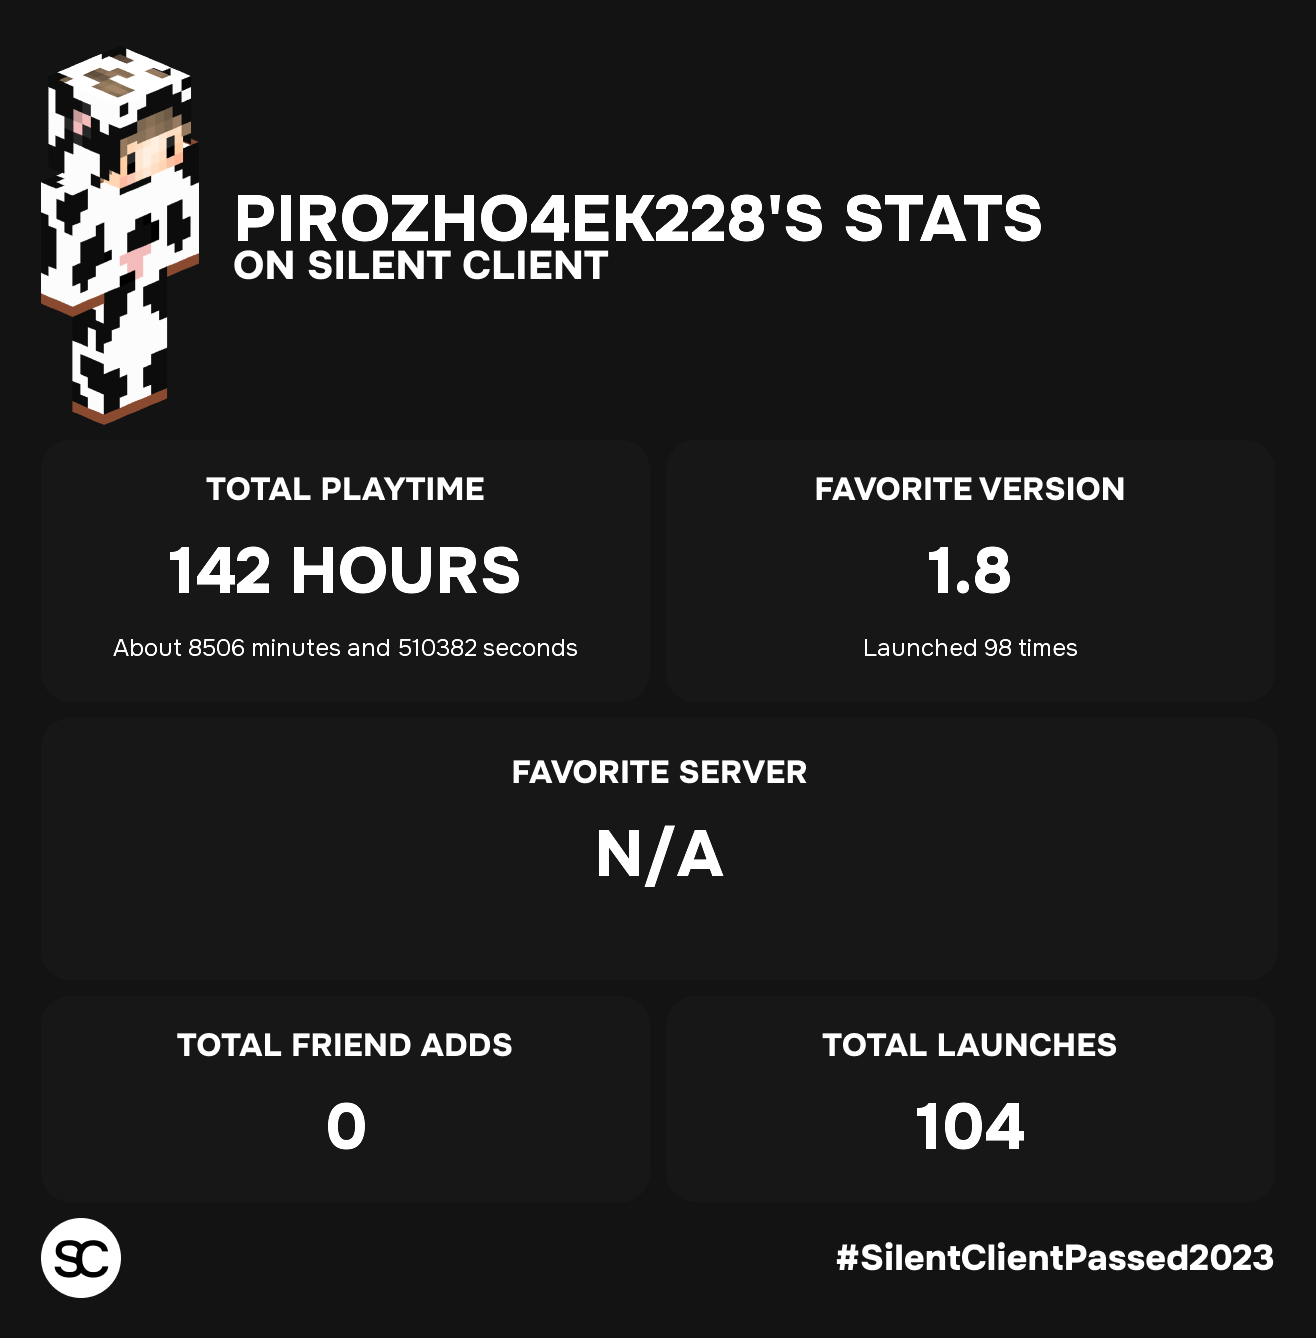 PIROZHO4EK228'S STATS
ON SILENT CLIENT
TOTAL PLAYTIME
142 HOURS
About 8506 minutes and 510382 seconds
FAVORITE VERSION
1.8
Launched 98 times
FAVORITE SERVER
N/A
TOTAL FRIEND ADDS
0
TOTAL LAUNCHES
104
SC
#SilentClientPassed2023